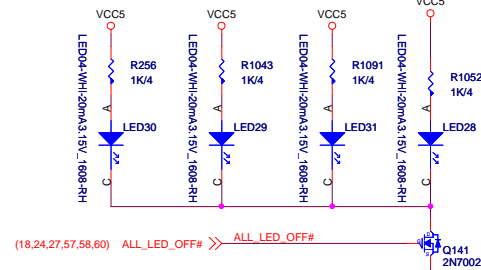 VCC5
VCC5
VCC5
VCC5
LED04-WHI-20mA3.15V_1608-RH
R256
1K/4
A
LED30
C
LED04-WHI-20mA3.15V_1608-RH
R1043
1K/4
A
LED29
C
LED04-WHI-20mA3.15V_1608-RH
R1091
1K/4
A
LED31
C
LED04-WHI-20mA3.15V_1608-RH
R1052
1K/4
A
LED28
C
(18,24,27,57,58,60) ALL_LED_OFF# ALL_LED_OFF#
Q141
2N7002